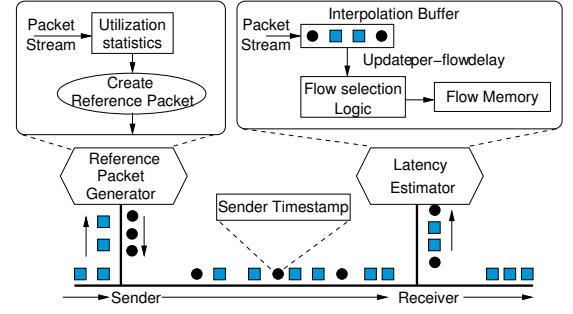 Packet
Stream
Utilization
statistics
Create
Reference Packet
Interpolation Buffer
Packet
Stream
Updateper-flowdelay
Flow selection
Logic
Flow Memory
Reference
Packet
Generator
Latency
Estimator
Sender Timestamp
Sender
Receiver